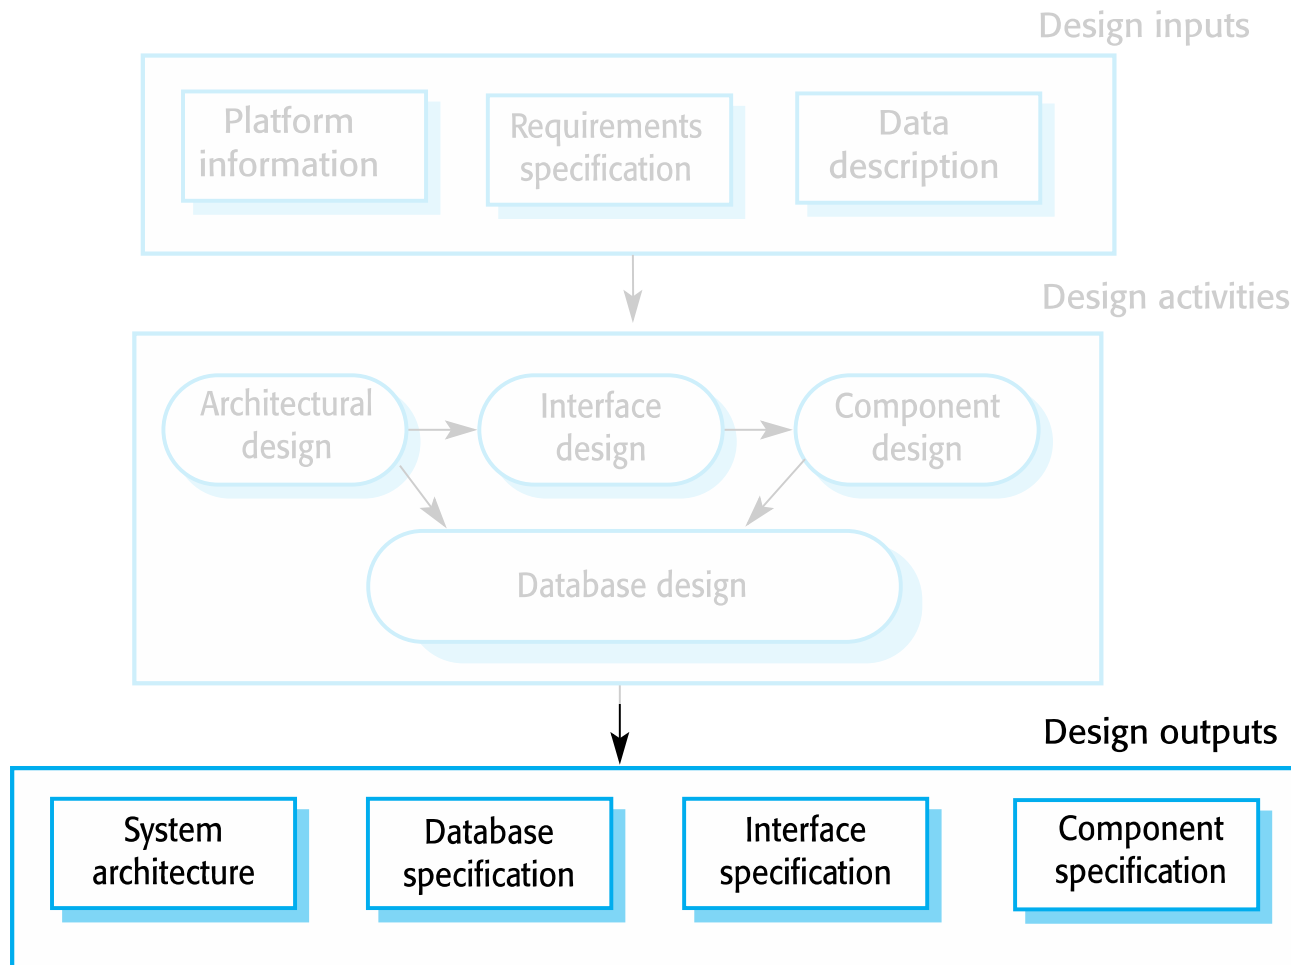 Design inputs
Platform
information
Requirements
specification
Data
description
Design activities
Architectural
design
Interface
design
Component
design
Database design
Design outputs
System
architecture
Database
specification
Interface
specification
Component
specification